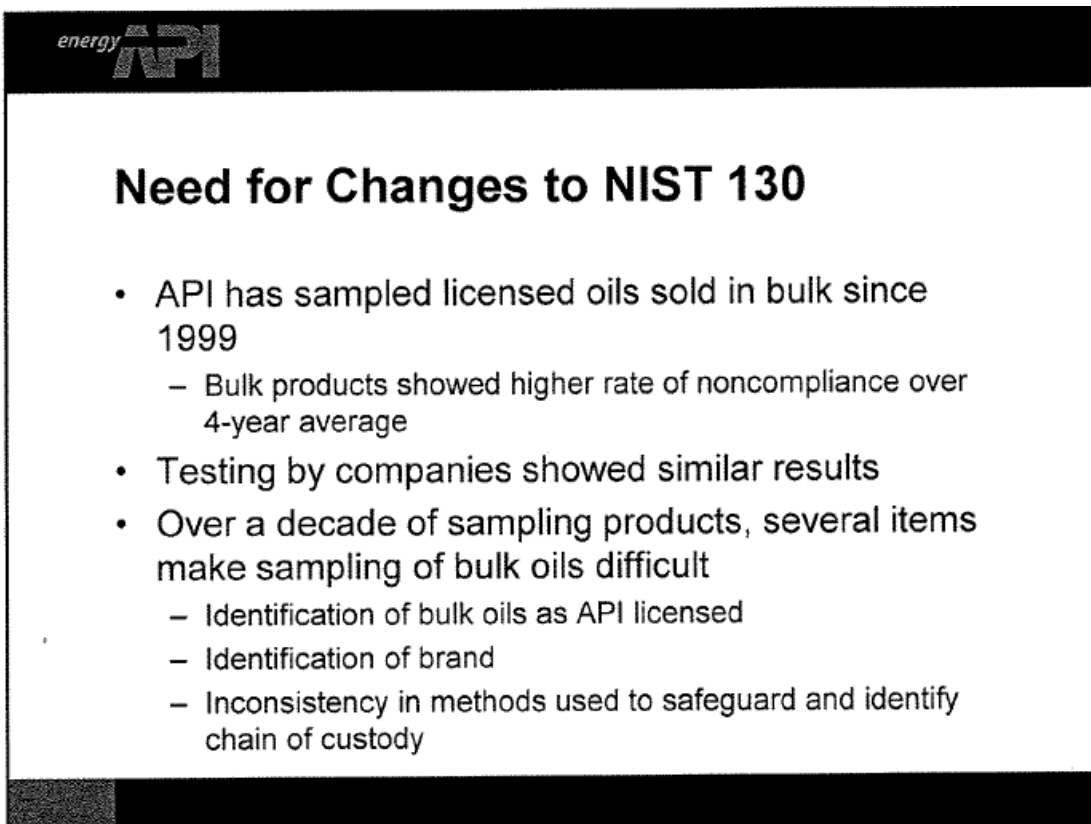 energy API
Need for Changes to NIST 130
• API has sampled licensed oils sold in bulk since
1999
– Bulk products showed higher rate of noncompliance over
4-year average
• Testing by companies showed similar results
• Over a decade of sampling products, several items
make sampling of bulk oils difficult
– Identification of bulk oils as API licensed
– Identification of brand
– Inconsistency in methods used to safeguard and identify
chain of custody